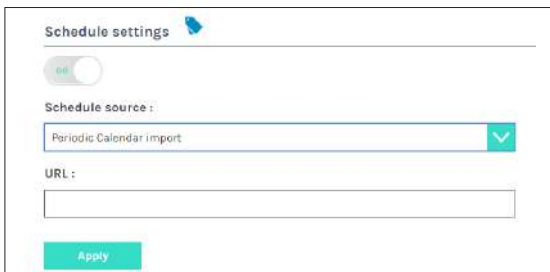 Schedule settings
on
Schedule source :
Periodic Calendar import
URL :
Apply